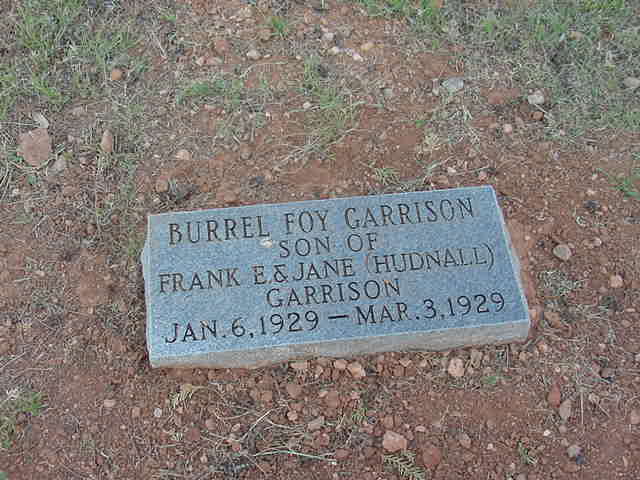 BURREL FOY GARRISON
SON OF
FRANK E. & JANE (HUDNALL)
GARRISON
JAN. 6, 1929 — MAR. 3, 1929